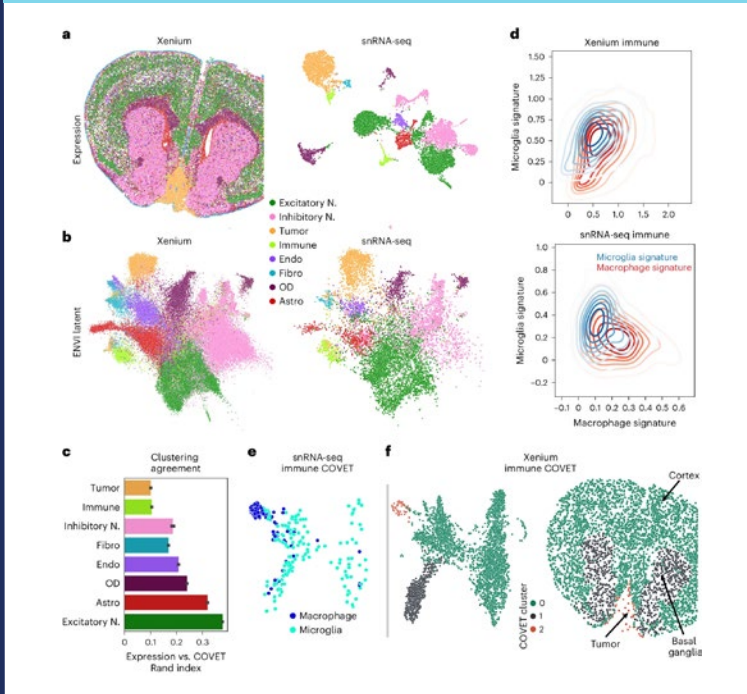 a
Xenium
snRNA-seq
Expression
Excitatory N.
Inhibitory N.
Tumor
Immune
Endo
Fibro
OD
Astro
b
Xenium
snRNA-seq
ENVI latent
c
Clustering
agreement
Tumor
Immune
Inhibitory N.
Fibro
Endo
OD
Astro
Excitatory N.
0 0.1 0.2 0.3
Expression vs. COVET
Rand index
d
Xenium immune
Microglia signature
1.50
1.25
1.00
0.75
0.50
0.25
0
0 0.5 1.0 1.5 2.0
snRNA-seq immune
Microglia signature
Macrophage signature
Microglia signature
1.0
0.8
0.6
0.4
0.2
0
−0.2
−0.1 0 0.1 0.2 0.3 0.4 0.5 0.6
Macrophage signature
e
snRNA-seq
immune COVET
Macrophage
Microglia
f
Xenium
immune COVET
COVET cluster
0
1
2
Cortex
Tumor
Basal
ganglia